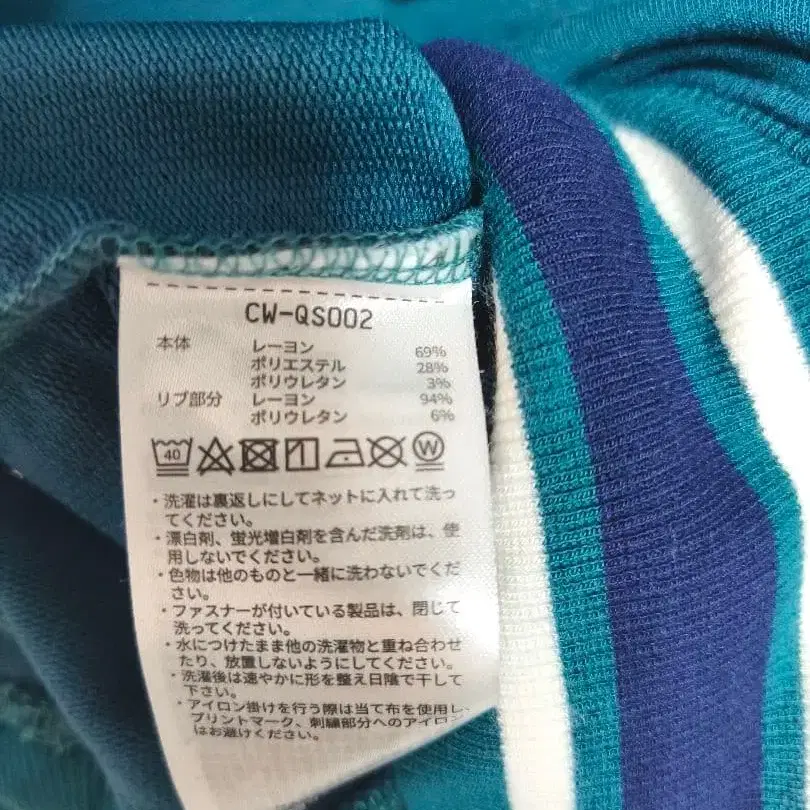 CW-QS002
本体 レーヨン 69%
ポリエステル 28%
ポリウレタン 3%
リブ部分 レーヨン 94%
ポリウレタン 6%
40 W
・洗濯は裏返しにしてネットに入れて洗っ
てください。
・漂白剤、蛍光増白剤を含んだ洗剤は、使
用しないでください。
・色物は他のものと一緒に洗わないでくだ
さい。
・ファスナーが付いている製品は、閉じて
洗ってください。
・水につけたまま他の洗濯物と重ね合わせ
たり、放置しないようにしてください。
・洗濯後は速やかに形を整え日陰で干して
下さい。
・アイロン掛けを行う際は当て布を使用し、
プリントマーク、刺繍部分へのアイロン
はお避けください。